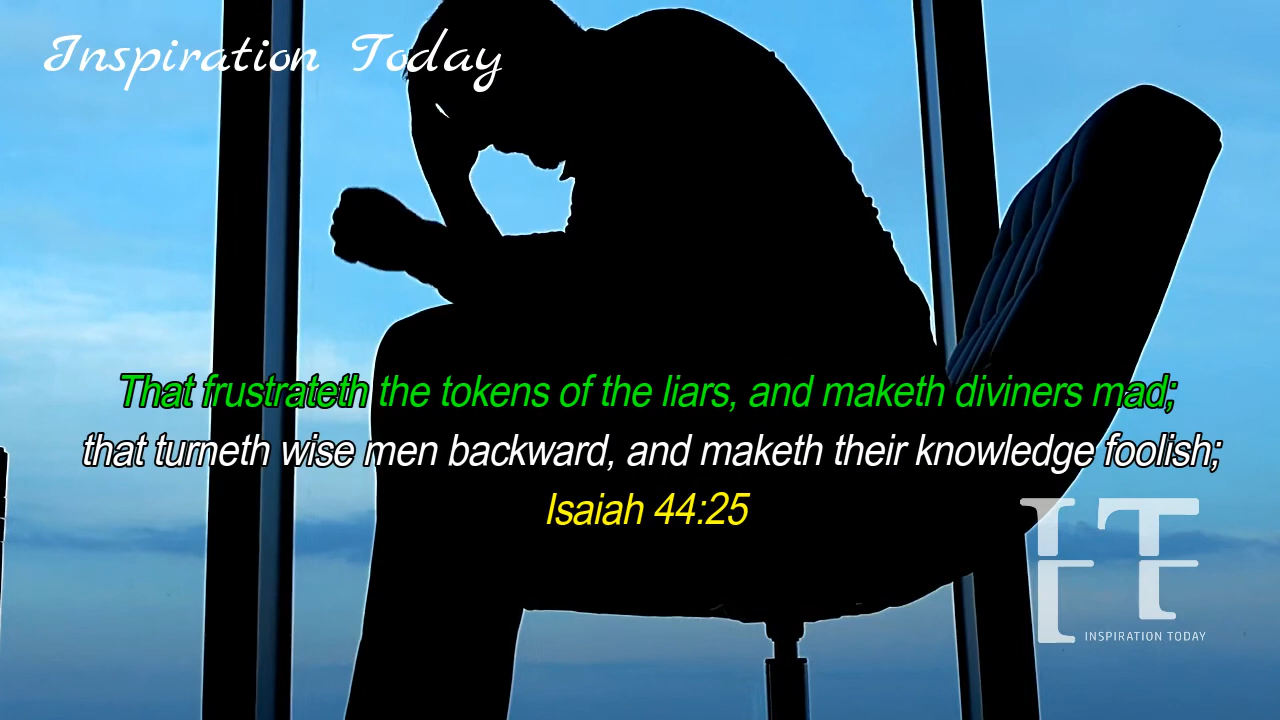 Inspiration Today
That frustrateth the tokens of the liars, and maketh diviners mad;
that turneth wise men backward, and maketh their knowledge foolish;
Isaiah 44:25
IT
INSPIRATION TODAY